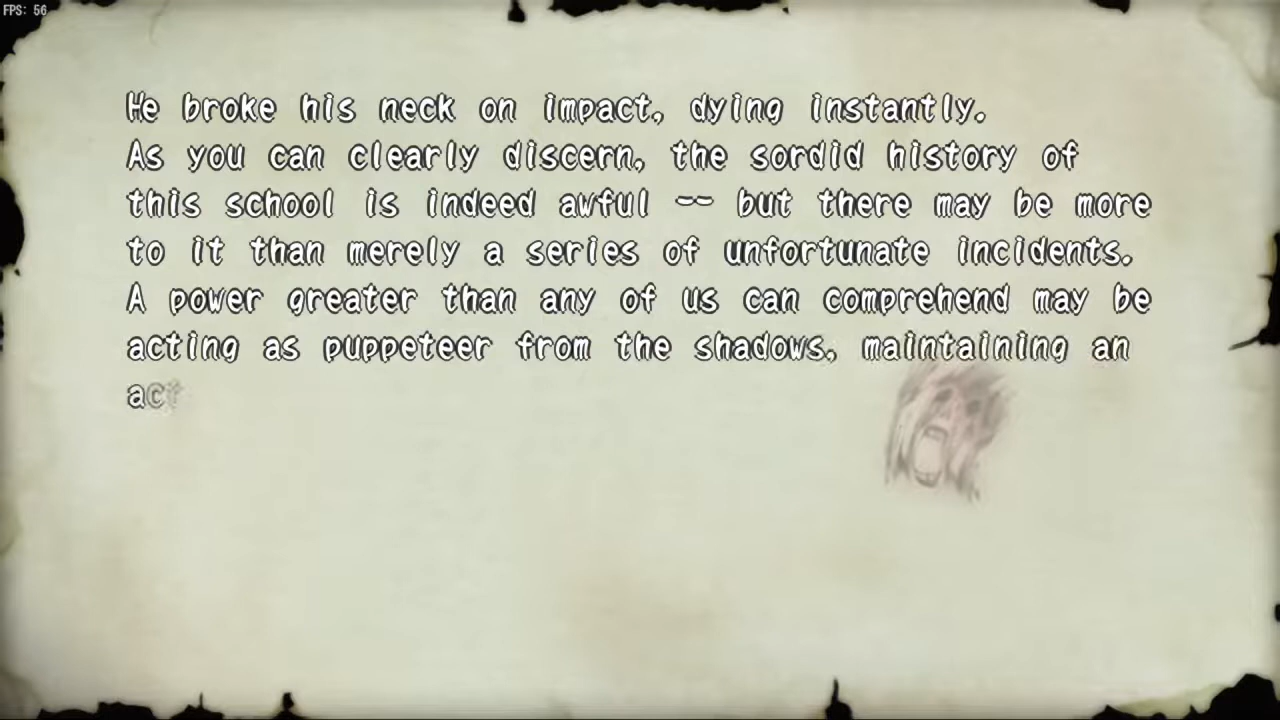 FPS: 56
He broke his neck on impact, dying instantly.
As you can clearly discern, the sordid history of
this school is indeed awful -- but there may be more
to it than merely a series of unfortunate incidents.
A power greater than any of us can comprehend may be
acting as puppeteer from the shadows, maintaining an
act